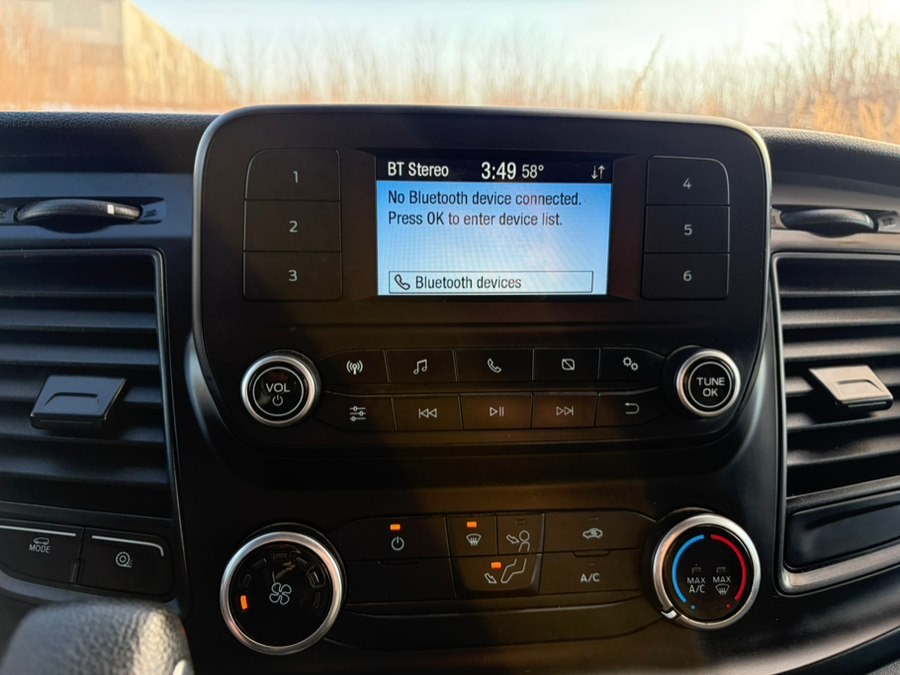 1
2
3
BT Stereo 3:49 58°
No Bluetooth device connected.
Press OK to enter device list.
Bluetooth devices
4
5
6
VOL
TUNE
OK
MODE
A/C
MAX
A/C
MAX